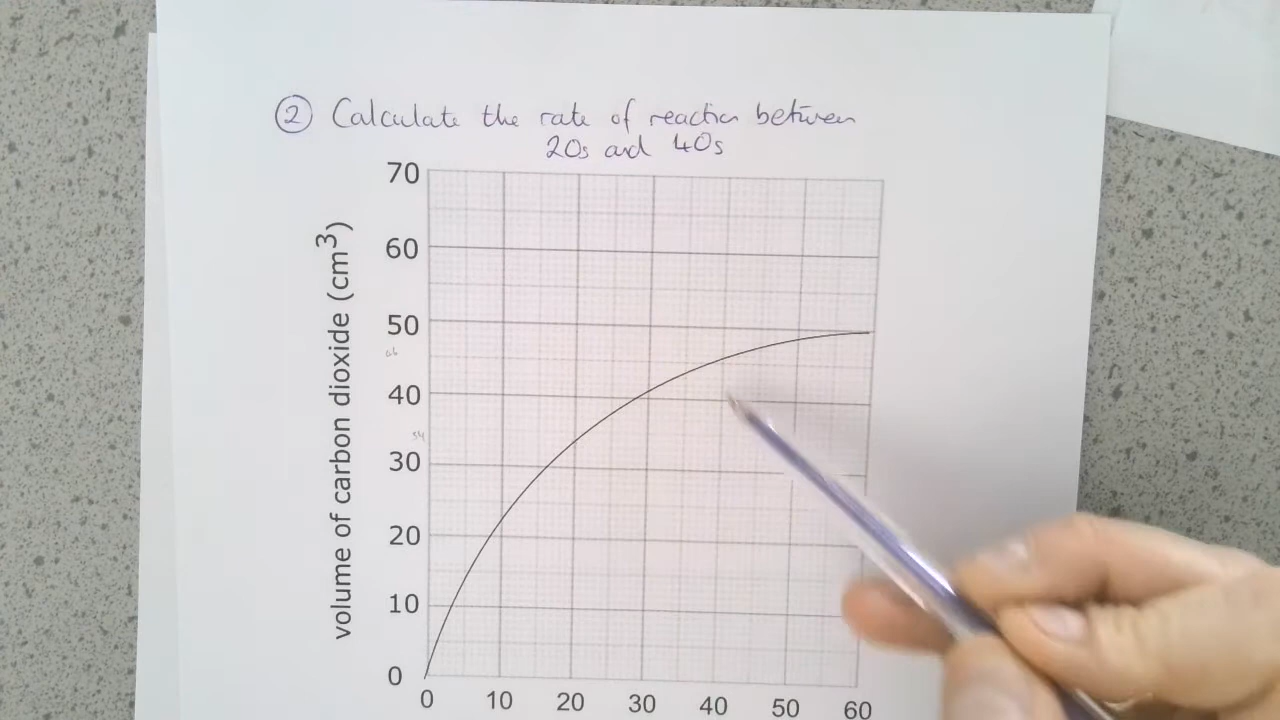 ② Calculate the rate of reaction between
20s and 40s
70
60
50
40
30
20
10
0
volume of carbon dioxide (cm³)
0 10 20 30 40 50 60